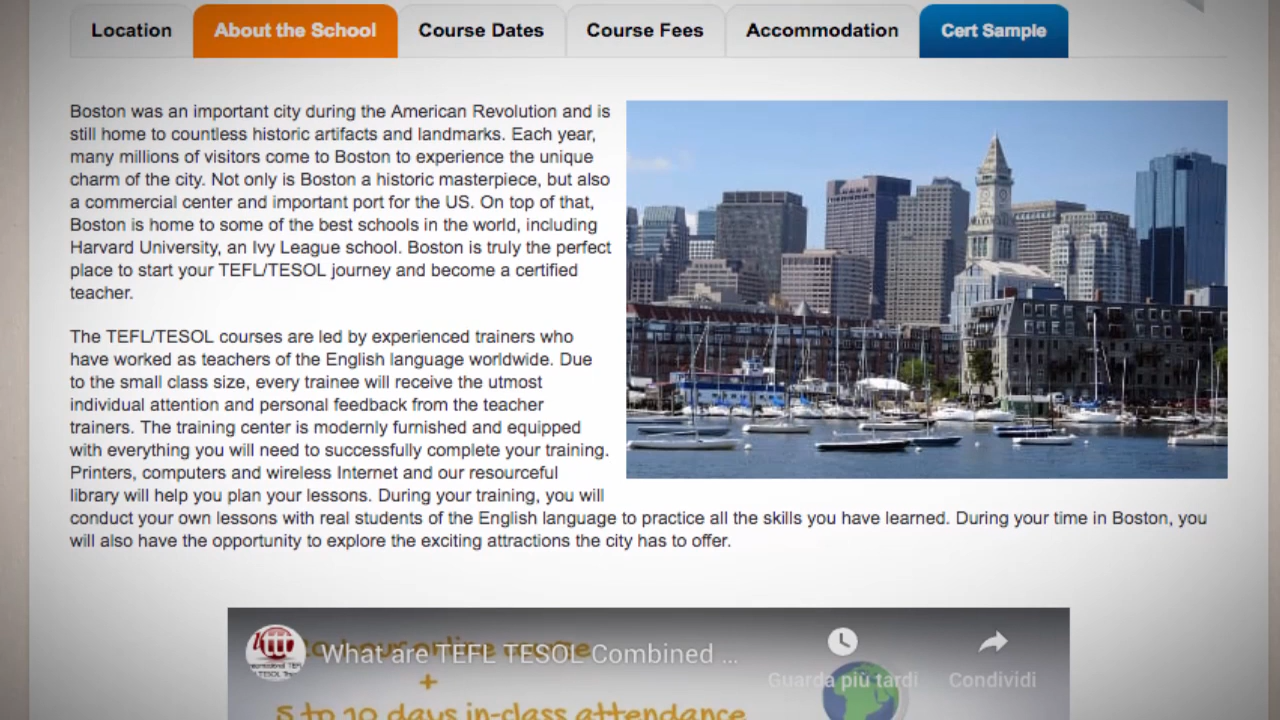 Location
About the School
Course Dates
Course Fees
Accommodation
Cert Sample
Boston was an important city during the American Revolution and is
still home to countless historic artifacts and landmarks. Each year,
many millions of visitors come to Boston to experience the unique
charm of the city. Not only is Boston a historic masterpiece, but also
a commercial center and important port for the US. On top of that,
Boston is home to some of the best schools in the world, including
Harvard University, an Ivy League school. Boston is truly the perfect
place to start your TEFL/TESOL journey and become a certified
teacher.
The TEFL/TESOL courses are led by experienced trainers who
have worked as teachers of the English language worldwide. Due
to the small class size, every trainee will receive the utmost
individual attention and personal feedback from the teacher
trainers. The training center is modernly furnished and equipped
with everything you will need to successfully complete your training.
Printers, computers and wireless Internet and our resourceful
library will help you plan your lessons. During your training, you will
conduct your own lessons with real students of the English language to practice all the skills you have learned. During your time in Boston, you
will also have the opportunity to explore the exciting attractions the city has to offer.
What are TEFL TESOL Combined ...
Guarda più tardi
Condividi
hour online
+
5 to 10 days in-class attendance